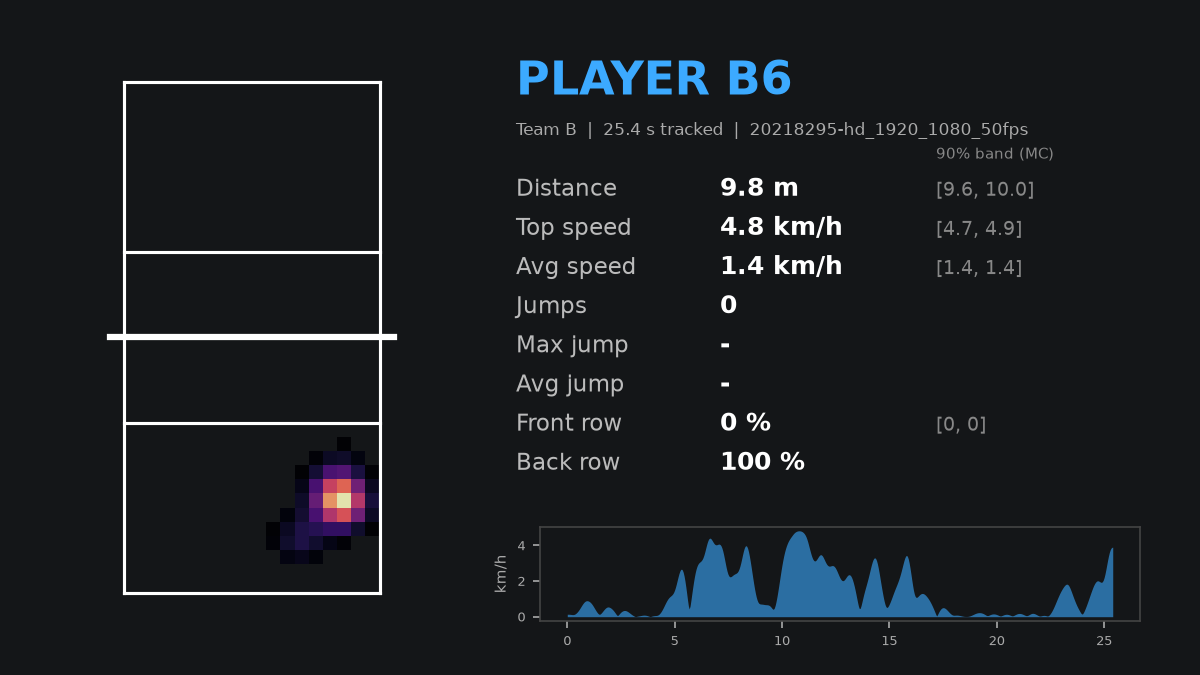 PLAYER B6
Team B | 25.4 s tracked | 20218295-hd_1920_1080_50fps
90% band (MC)
Distance 9.8 m [9.6, 10.0]
Top speed 4.8 km/h [4.7, 4.9]
Avg speed 1.4 km/h [1.4, 1.4]
Jumps 0
Max jump -
Avg jump -
Front row 0 % [0, 0]
Back row 100 %
km/h
4
2
0
0 5 10 15 20 25